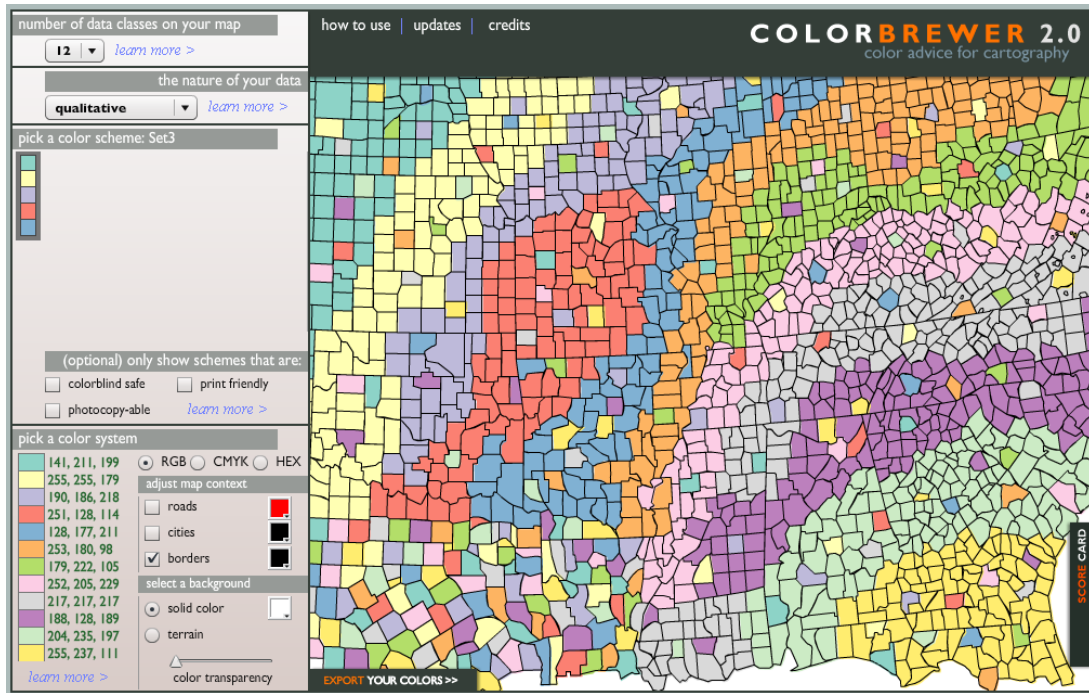 number of data classes on your map
12 learn more >
the nature of your data
qualitative learn more >
pick a color scheme: Set3
(optional) only show schemes that are:
colorblind safe print friendly
photocopy-able learn more >
pick a color system
141, 211, 199
255, 255, 179
190, 186, 218
251, 128, 114
128, 177, 211
253, 180, 98
179, 222, 105
252, 205, 229
217, 217, 217
188, 128, 189
204, 235, 197
255, 237, 111
learn more >
RGB CMYK HEX
adjust map context
roads
cities
borders
select a background
solid color
terrain
color transparency
how to use | updates | credits
COLORBREWER 2.0
color advice for cartography
SCORE CARD
EXPORT YOUR COLORS >>